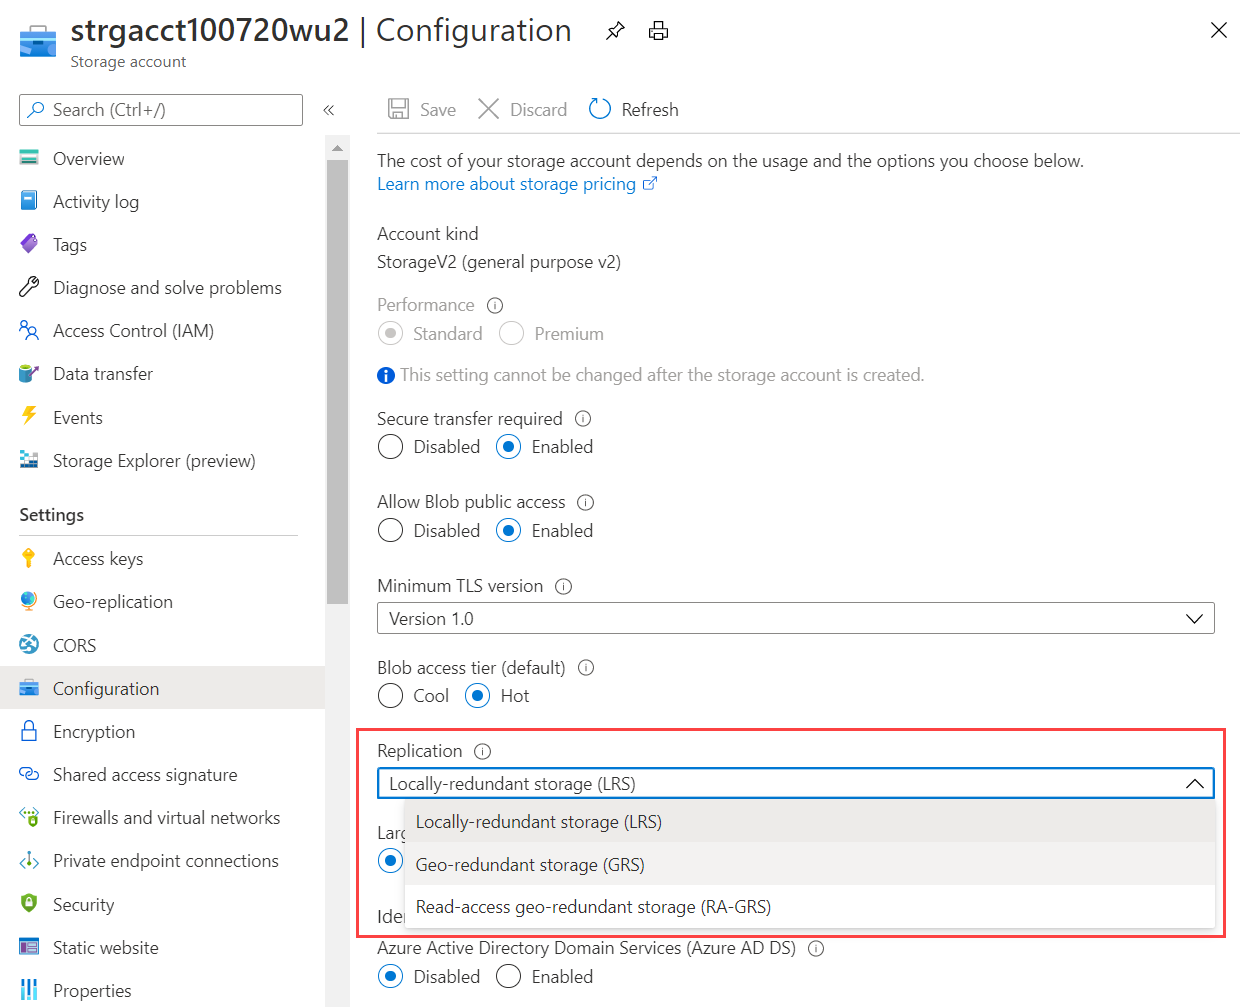 strgacct100720wu2 | Configuration
Storage account
Search (Ctrl+/)
«
Overview
Activity log
Tags
Diagnose and solve problems
Access Control (IAM)
Data transfer
Events
Storage Explorer (preview)
Settings
Access keys
Geo-replication
CORS
Configuration
Encryption
Shared access signature
Firewalls and virtual networks
Private endpoint connections
Security
Static website
Properties
Save Discard Refresh
The cost of your storage account depends on the usage and the options you choose below.
Learn more about storage pricing
Account kind
StorageV2 (general purpose v2)
Performance
Standard Premium
This setting cannot be changed after the storage account is created.
Secure transfer required
Disabled Enabled
Allow Blob public access
Disabled Enabled
Minimum TLS version
Version 1.0
Blob access tier (default)
Cool Hot
Replication
Locally-redundant storage (LRS)
Locally-redundant storage (LRS)
Geo-redundant storage (GRS)
Read-access geo-redundant storage (RA-GRS)
Azure Active Directory Domain Services (Azure AD DS)
Disabled Enabled